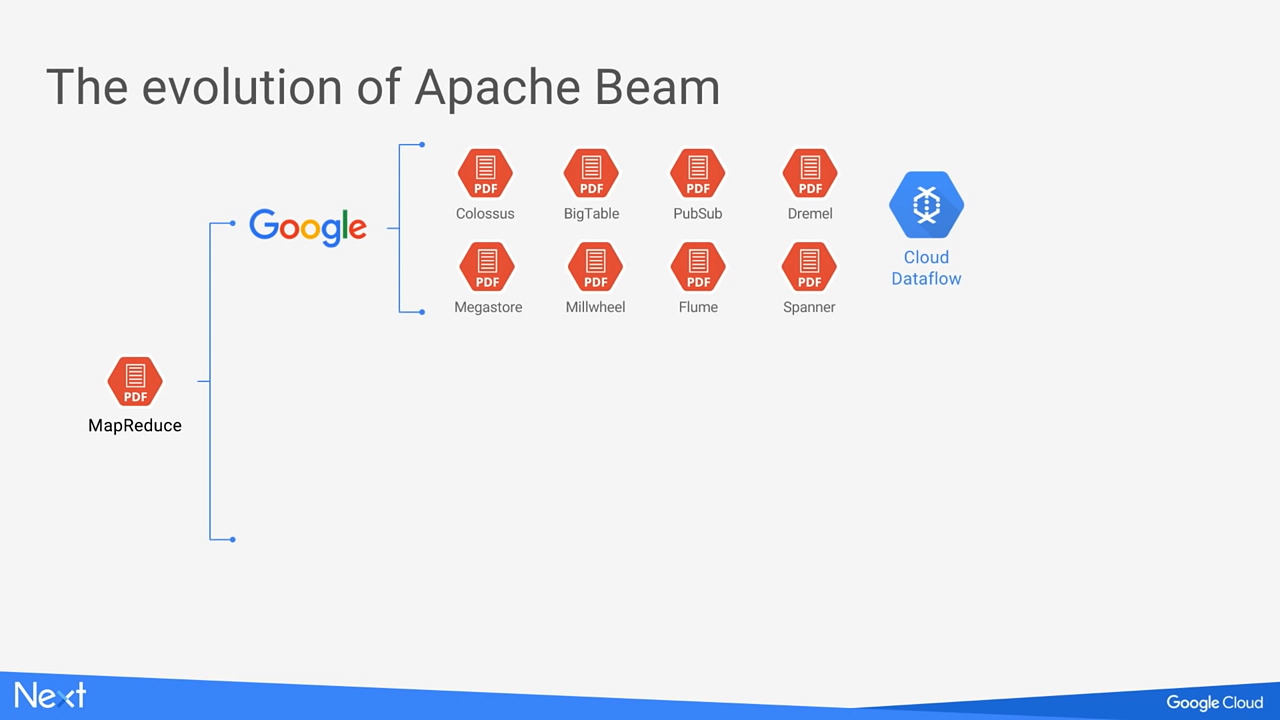 The evolution of Apache Beam
PDF PDF PDF PDF
Colossus BigTable PubSub Dremel
Google
Cloud
Dataflow
PDF PDF PDF PDF
Megastore Millwheel Flume Spanner
PDF
MapReduce
Next
Google Cloud